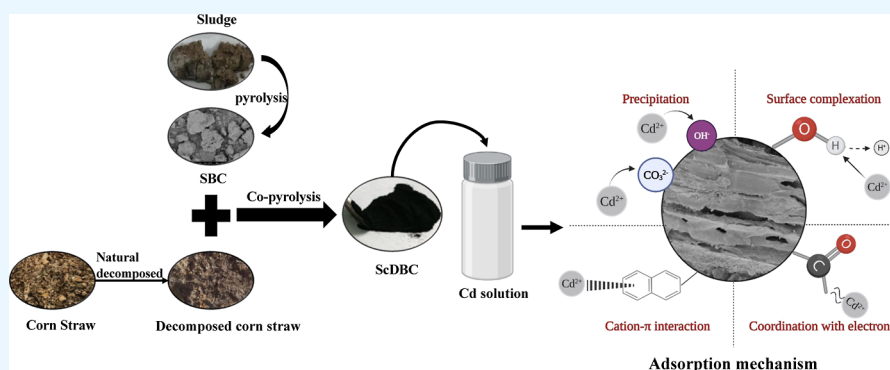 Sludge
pyrolysis
SBC
Co-pyrolysis
Natural
decomposed
Corn Straw
Decomposed corn straw
ScDBC
Cd solution
Precipitation
Cd²⁺
OH⁻
CO₃²⁻
Cd²⁺
Surface complexation
O
H
H⁺
Cd²⁺
Cd²⁺
Cation-π interaction
C
O
Cd²⁺
Coordination with electron
Adsorption mechanism